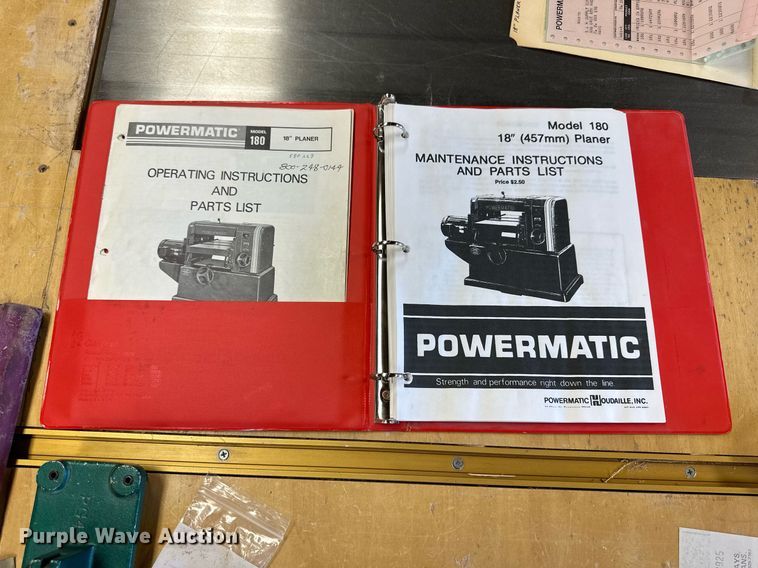 POWERMATIC
MODEL
180
18" PLANER
800-248-0144
OPERATING INSTRUCTIONS
AND
PARTS LIST
Model 180
18" (457mm) Planer
MAINTENANCE INSTRUCTIONS
AND PARTS LIST
Price $2.50
POWERMATIC
Strength and performance right down the line
POWERMATIC HOUDAILLE, INC.
Purple Wave Auction